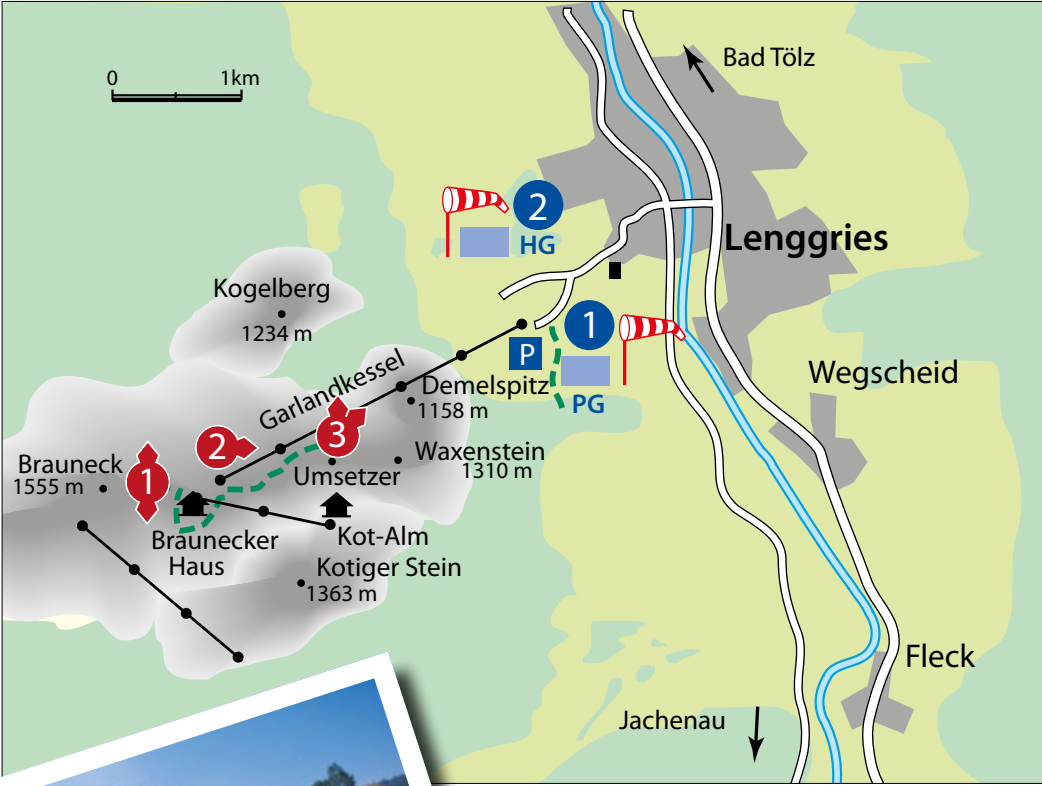 Bad Tölz
0 1km
2
HG
Lenggries
Kogelberg
1234 m
1
P
PG
Garlandkessel
Demelspitz
1158 m
Wegscheid
2
3
Waxenstein
1310 m
Brauneck
1555 m
1
Umsetzer
Braunecker
Haus
Kot-Alm
Kotiger Stein
1363 m
Fleck
Jachenau